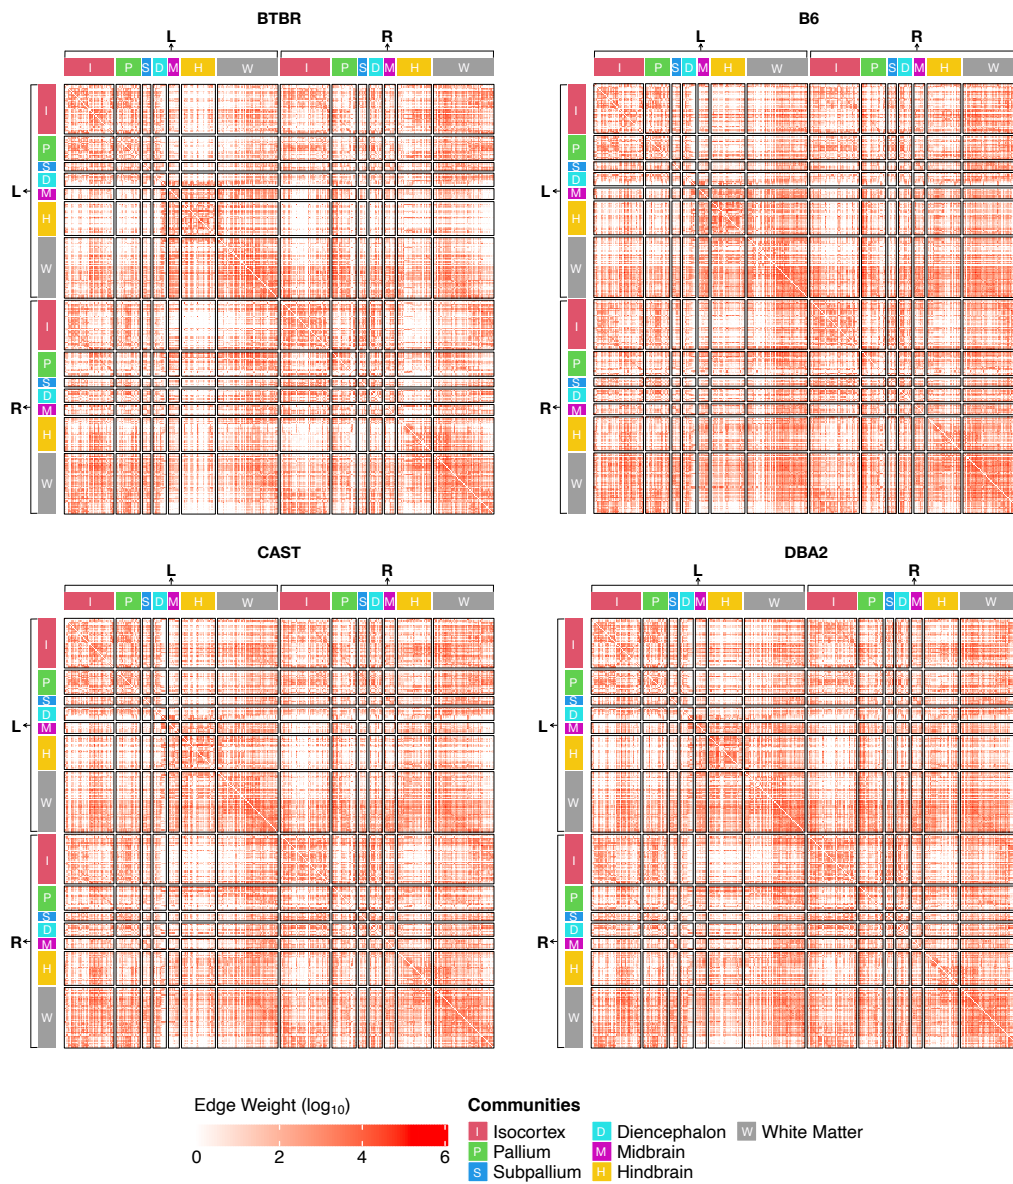 BTBR
L R
I P S D M H W I P S D M H W
I
P
S
D
L M
H
W
I
P
S
D
R M
H
W
B6
L R
I P S D M H W I P S D M H W
I
P
S
D
L M
H
W
I
P
S
D
R M
H
W
CAST
L R
I P S D M H W I P S D M H W
I
P
S
D
L M
H
W
I
P
S
D
R M
H
W
DBA2
L R
I P S D M H W I P S D M H W
I
P
S
D
L M
H
W
I
P
S
D
R M
H
W
Edge Weight (log₁₀)
0 2 4 6
Communities
I Isocortex D Diencephalon W White Matter
P Pallium M Midbrain
S Subpallium H Hindbrain